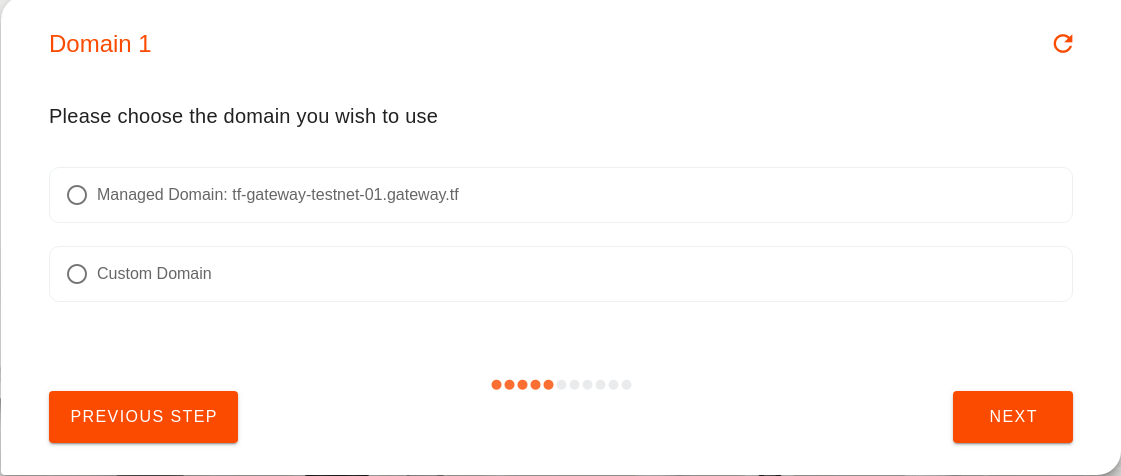 Domain 1
Please choose the domain you wish to use
Managed Domain: tf-gateway-testnet-01.gateway.tf
Custom Domain
PREVIOUS STEP
NEXT